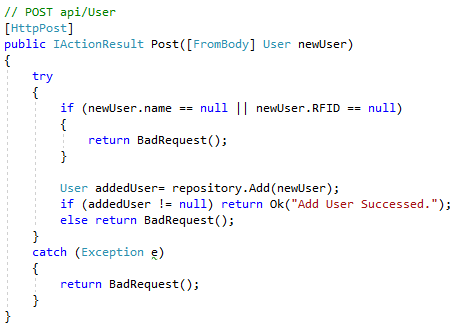 // POST api/User
[HttpPost]
public IActionResult Post([FromBody] User newUser)
{
    try
    {
        if (newUser.name == null || newUser.RFID == null)
        {
            return BadRequest();
        }

        User addedUser= repository.Add(newUser);
        if (addedUser != null) return Ok("Add User Successed.");
        else return BadRequest();
    }
    catch (Exception e)
    {
        return BadRequest();
    }
}